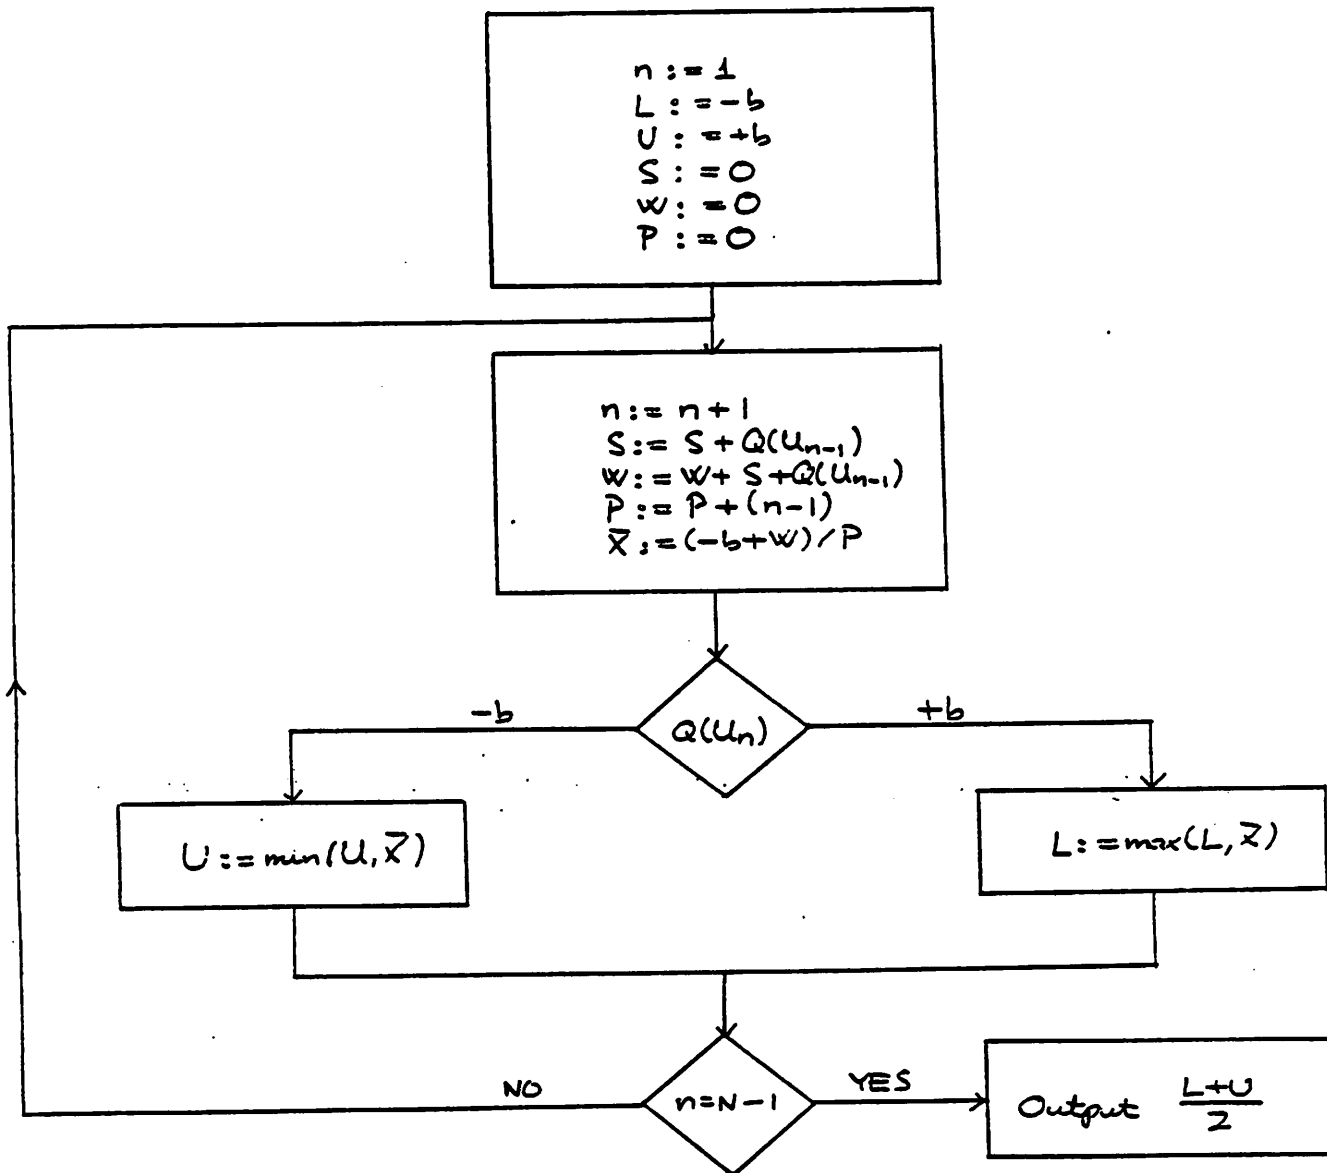 n := 1
L := -b
U := +b
S := 0
W := 0
P := 0
n := n + 1
S := S + Q(u_{n-1})
W := W + S + Q(u_{n-1})
P := P + (n-1)
X̄ := (-b+W)/P
-b
Q(u_n)
+b
U := min(U, X̄)
L := max(L, X̄)
NO
n=N-1
YES
Output (L+U)/2